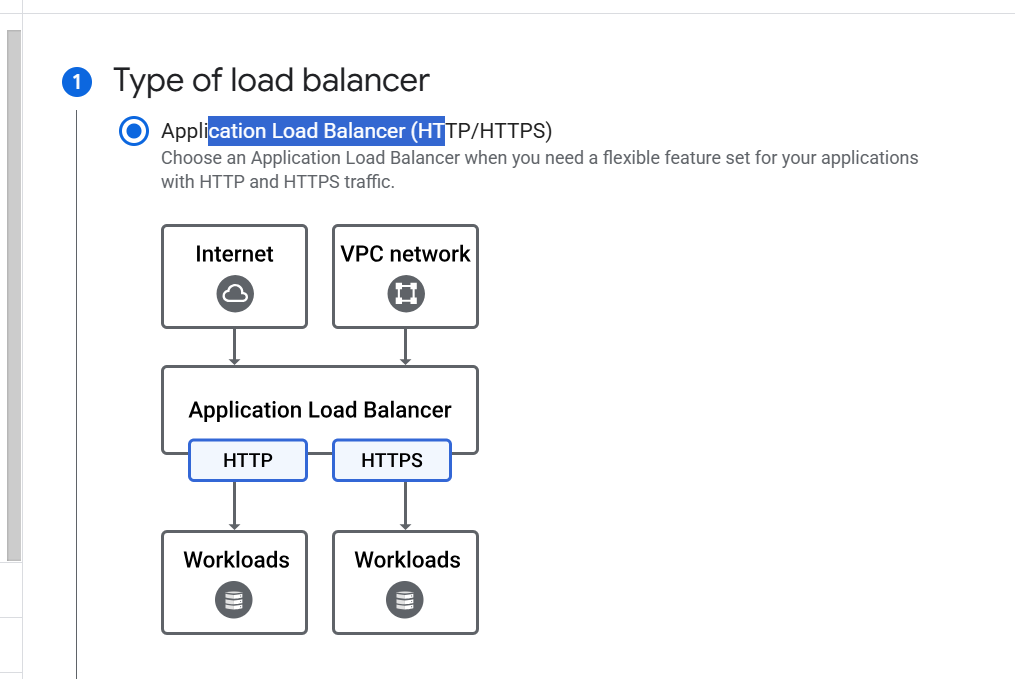 1 Type of load balancer
Application Load Balancer (HTTP/HTTPS)
Choose an Application Load Balancer when you need a flexible feature set for your applications
with HTTP and HTTPS traffic.
Internet VPC network
Application Load Balancer
HTTP HTTPS
Workloads Workloads